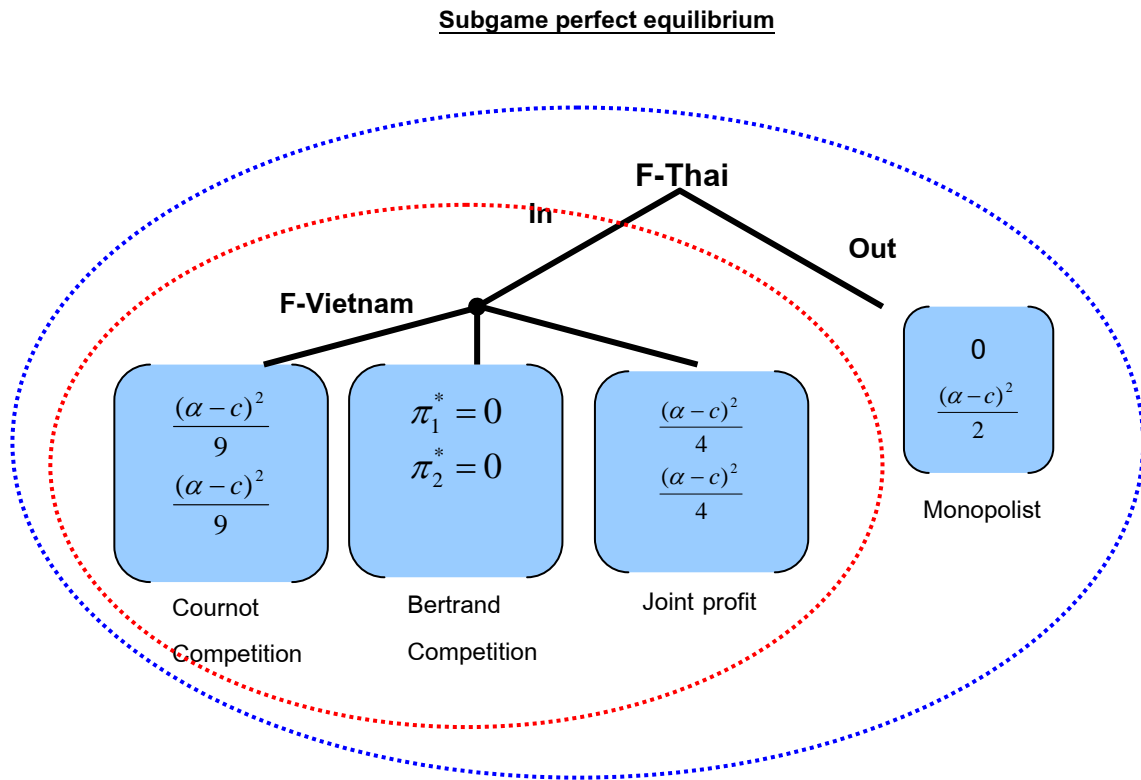 Subgame perfect equilibrium
F-Thai
In
Out
F-Vietnam
(α − c)²/9
(α − c)²/9
π₁* = 0
π₂* = 0
(α − c)²/4
(α − c)²/4
0
(α − c)²/2
Monopolist
Cournot
Competition
Bertrand
Competition
Joint profit